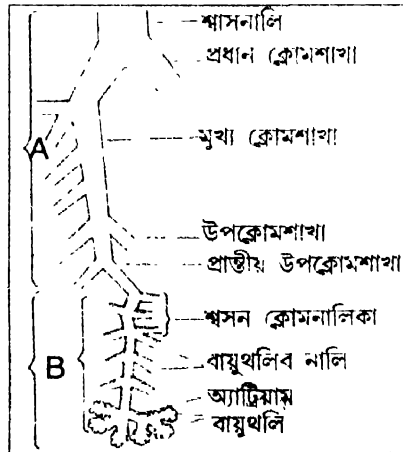 শ্বাসনালি
প্রধান ক্লোমশাখা
A
মুখ্য ক্লোমশাখা
উপক্লোমশাখা
প্রান্তীয় উপক্লোমশাখা
শ্বসন ক্লোমনালিকা
B
বায়ুথলিব নালি
অ্যাট্রিয়াম
বায়ুথলি